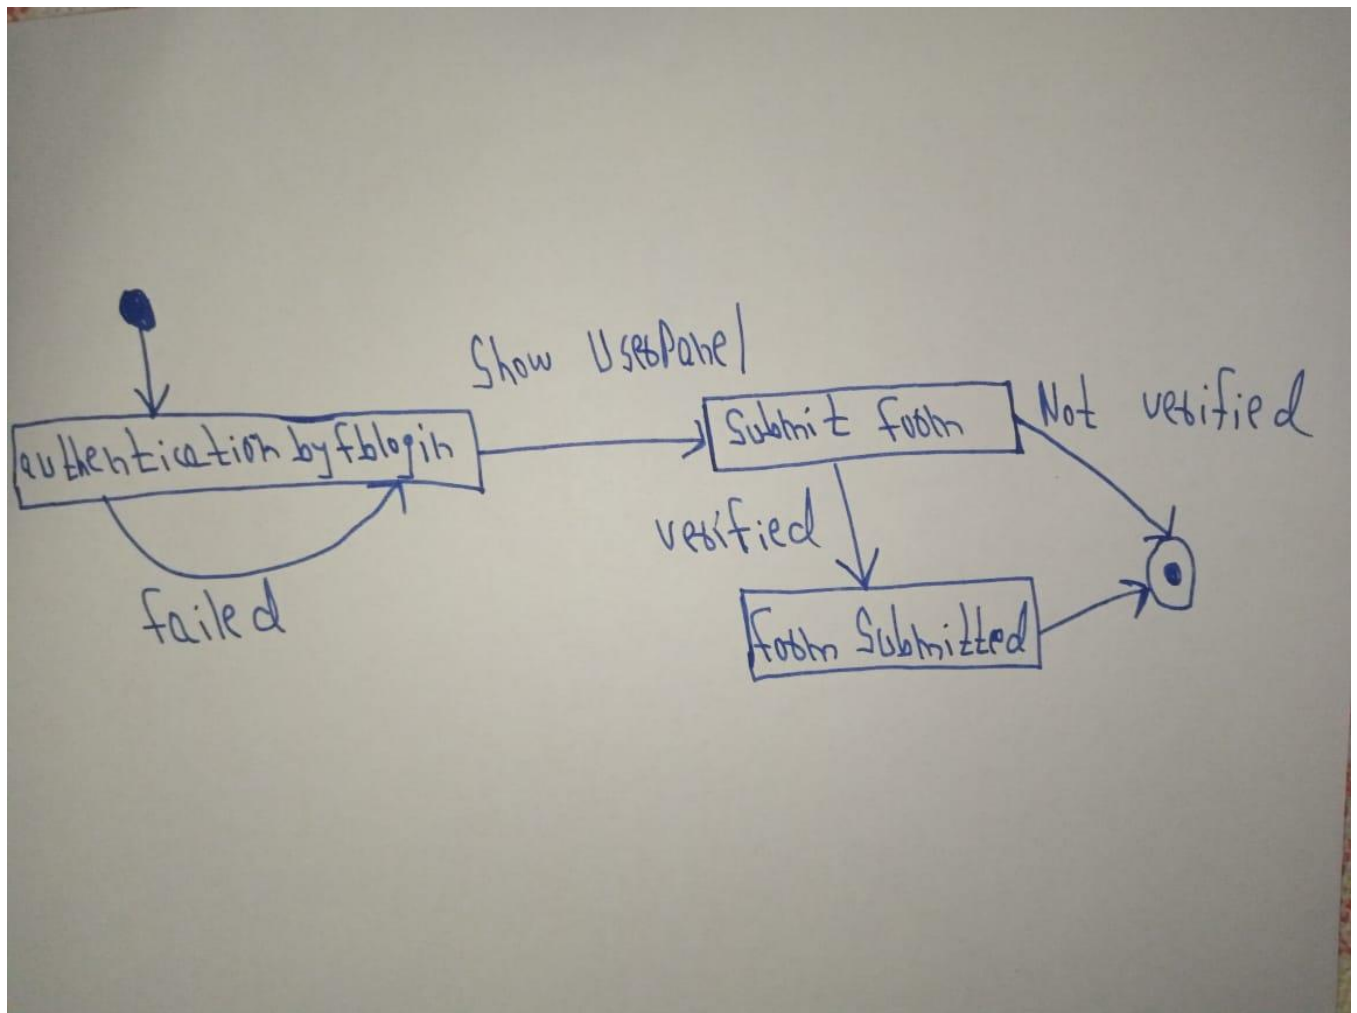 Show UserPanel
authentication by fblogin
Submit form
Not verified
verified
failed
form Submitted